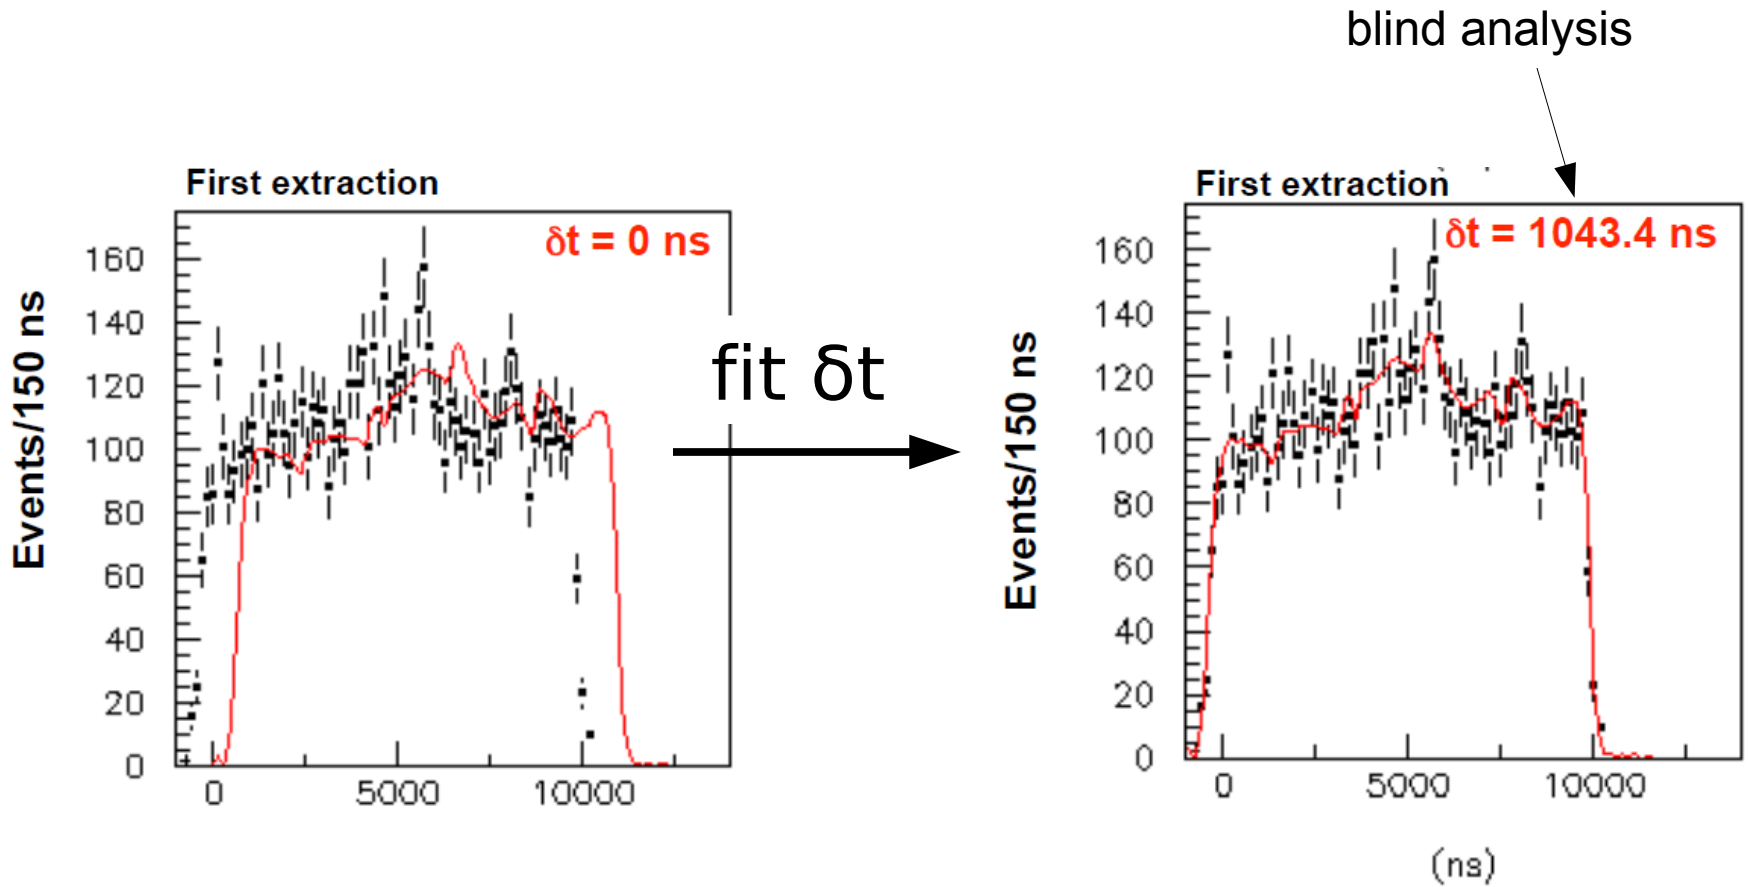 blind analysis
First extraction
δt = 0 ns
Events/150 ns
160
140
120
100
80
60
40
20
0
0 5000 10000
fit δt
First extraction
δt = 1043.4 ns
Events/150 ns
160
140
120
100
80
60
40
20
0
0 5000 10000
(ns)